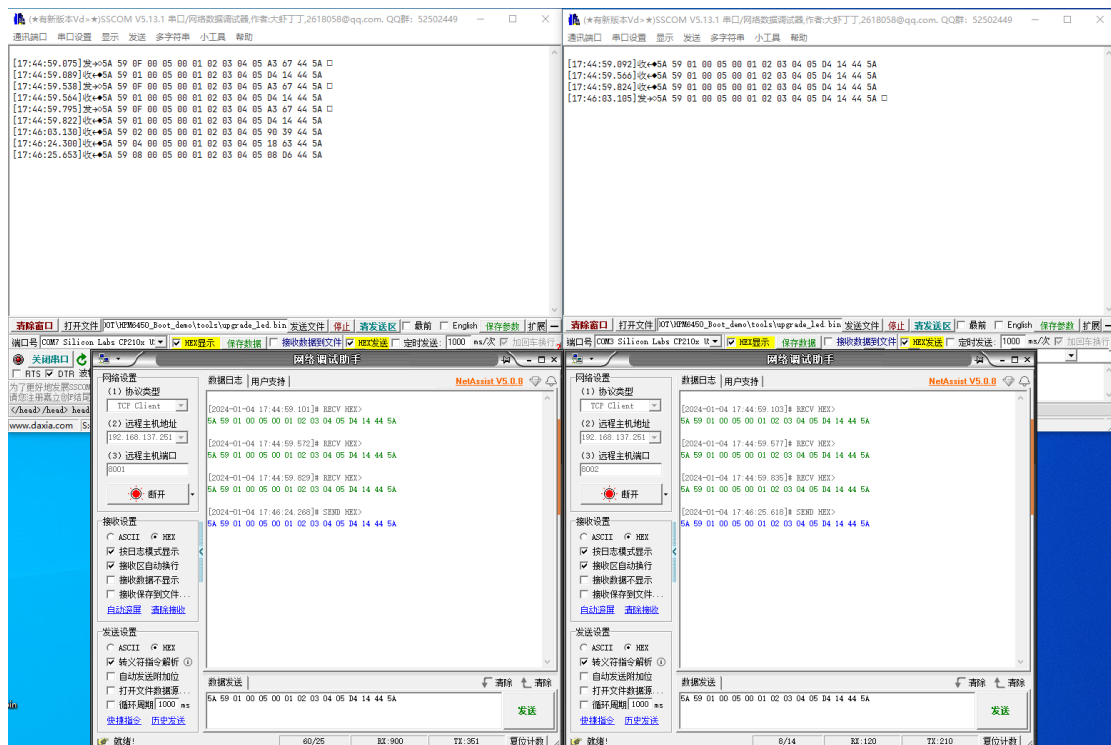 (★有新版本Vd>★)SSCOM V5.13.1 串口/网络数据调试器,作者:大虾丁丁,2618058@qq.com. QQ群: 52502449
通讯端口 串口设置 显示 发送 多字符串 小工具 帮助
[17:44:59.075]发→◇5A 59 0F 00 05 00 01 02 03 04 05 A3 67 44 5A □
[17:44:59.089]收←◆5A 59 01 00 05 00 01 02 03 04 05 D4 14 44 5A
[17:44:59.538]发→◇5A 59 0F 00 05 00 01 02 03 04 05 A3 67 44 5A □
[17:44:59.564]收←◆5A 59 01 00 05 00 01 02 03 04 05 D4 14 44 5A
[17:44:59.795]发→◇5A 59 0F 00 05 00 01 02 03 04 05 A3 67 44 5A □
[17:44:59.822]收←◆5A 59 01 00 05 00 01 02 03 04 05 D4 14 44 5A
[17:46:03.130]收←◆5A 59 02 00 05 00 01 02 03 04 05 90 39 44 5A
[17:46:24.300]收←◆5A 59 04 00 05 00 01 02 03 04 05 18 63 44 5A
[17:46:25.653]收←◆5A 59 08 00 05 00 01 02 03 04 05 08 D6 44 5A
清除窗口 打开文件 OT\HPM6450_Boot_demo\tools\upgrade_led.bin 发送文件 停止 清发送区 最前 English 保存参数 扩展 —
端口号 COM7 Silicon Labs CP210x U HEX显示 保存数据 接收数据到文件 HEX发送 定时发送: 1000 ms/次 加回车换行
关闭串口
RTS DTR 波
为了更好地发展SSCOM
请您注册嘉立创F结尾
</head>/head> head
www.daxia.com S:
(★有新版本Vd>★)SSCOM V5.13.1 串口/网络数据调试器,作者:大虾丁丁,2618058@qq.com. QQ群: 52502449
通讯端口 串口设置 显示 发送 多字符串 小工具 帮助
[17:44:59.092]收←◆5A 59 01 00 05 00 01 02 03 04 05 D4 14 44 5A
[17:44:59.566]收←◆5A 59 01 00 05 00 01 02 03 04 05 D4 14 44 5A
[17:44:59.824]收←◆5A 59 01 00 05 00 01 02 03 04 05 D4 14 44 5A
[17:46:03.105]发→◇5A 59 01 00 05 00 01 02 03 04 05 D4 14 44 5A □
清除窗口 打开文件 OT\HPM6450_Boot_demo\tools\upgrade_led.bin 发送文件 停止 清发送区 最前 English 保存参数 扩展 —
端口号 COM3 Silicon Labs CP210x U HEX显示 保存数据 接收数据到文件 HEX发送 定时发送: 1000 ms/次 加回车换行
网络调试助手
网络设置
(1) 协议类型
TCP Client
(2) 远程主机地址
192.168.137.251
(3) 远程主机端口
8001
断开
接收设置
ASCII HEX
按日志模式显示
接收区自动换行
接收数据不显示
接收保存到文件...
自动滚屏 清除接收
发送设置
ASCII HEX
转义符指令解析
自动发送附加位
打开文件数据源...
循环周期 1000 ms
快捷指令 历史发送
数据日志 用户支持 NetAssist V5.0.8
[2024-01-04 17:44:59.101]# RECV HEX>
5A 59 01 00 05 00 01 02 03 04 05 D4 14 44 5A
[2024-01-04 17:44:59.572]# RECV HEX>
5A 59 01 00 05 00 01 02 03 04 05 D4 14 44 5A
[2024-01-04 17:44:59.829]# RECV HEX>
5A 59 01 00 05 00 01 02 03 04 05 D4 14 44 5A
[2024-01-04 17:46:24.268]# SEND HEX>
5A 59 01 00 05 00 01 02 03 04 05 D4 14 44 5A
数据发送 清除 清除
5A 59 01 00 05 00 01 02 03 04 05 D4 14 44 5A
发送
就绪! 60/25 RX:900 TX:351 复位计数
网络调试助手
网络设置
(1) 协议类型
TCP Client
(2) 远程主机地址
192.168.137.251
(3) 远程主机端口
8002
断开
接收设置
ASCII HEX
按日志模式显示
接收区自动换行
接收数据不显示
接收保存到文件...
自动滚屏 清除接收
发送设置
ASCII HEX
转义符指令解析
自动发送附加位
打开文件数据源...
循环周期 1000 ms
快捷指令 历史发送
数据日志 用户支持 NetAssist V5.0.8
[2024-01-04 17:44:59.103]# RECV HEX>
5A 59 01 00 05 00 01 02 03 04 05 D4 14 44 5A
[2024-01-04 17:44:59.577]# RECV HEX>
5A 59 01 00 05 00 01 02 03 04 05 D4 14 44 5A
[2024-01-04 17:44:59.835]# RECV HEX>
5A 59 01 00 05 00 01 02 03 04 05 D4 14 44 5A
[2024-01-04 17:46:25.618]# SEND HEX>
5A 59 01 00 05 00 01 02 03 04 05 D4 14 44 5A
数据发送 清除 清除
5A 59 01 00 05 00 01 02 03 04 05 D4 14 44 5A
发送
就绪! 8/14 RX:120 TX:210 复位计数